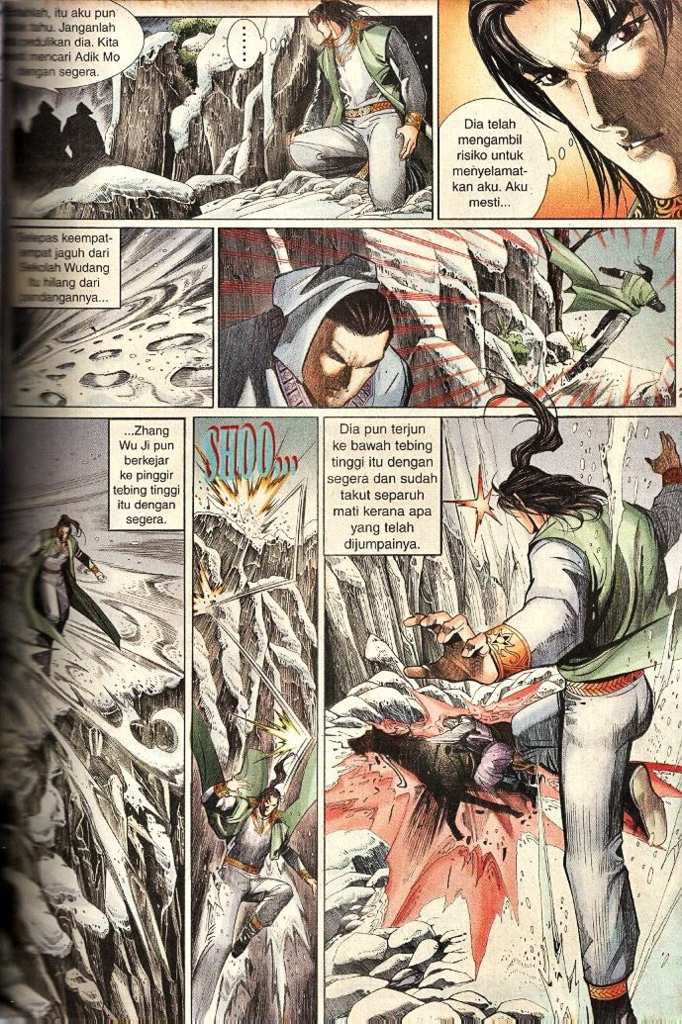 itu aku pun
tahu. Janganlah
dia. Kita
mencari Adik Mo
dengan segera.
......
Dia telah
mengambil
risiko untuk
menyelamat-
kan aku. Aku
mesti...
Selepas keempat-
empat jaguh dari
Sekolah Wudang
itu hilang dari
pandangannya...
...Zhang
Wu Ji pun
berkejar
ke pinggir
tebing tinggi
itu dengan
segera.
SHOO...
Dia pun terjun
ke bawah tebing
tinggi itu dengan
segera dan sudah
takut separuh
mati kerana apa
yang telah
dijumpainya.